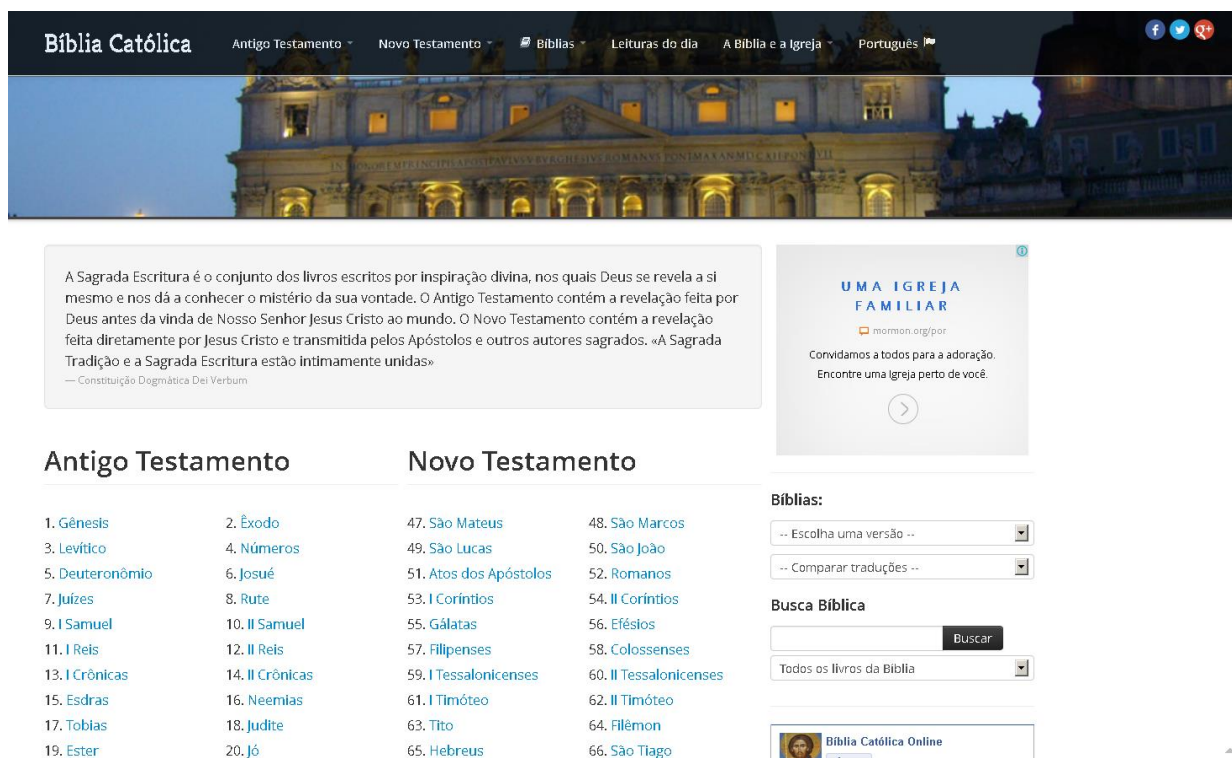 Bíblia Católica
Antigo Testamento
Novo Testamento
Bíblias
Leituras do dia
A Bíblia e a Igreja
Português
A Sagrada Escritura é o conjunto dos livros escritos por inspiração divina, nos quais Deus se revela a si
mesmo e nos dá a conhecer o mistério da sua vontade. O Antigo Testamento contém a revelação feita por
Deus antes da vinda de Nosso Senhor Jesus Cristo ao mundo. O Novo Testamento contém a revelação
feita diretamente por Jesus Cristo e transmitida pelos Apóstolos e outros autores sagrados. «A Sagrada
Tradição e a Sagrada Escritura estão intimamente unidas»
— Constituição Dogmática Dei Verbum
Antigo Testamento
1. Gênesis
2. Êxodo
3. Levítico
4. Números
5. Deuteronômio
6. Josué
7. Juízes
8. Rute
9. I Samuel
10. II Samuel
11. I Reis
12. II Reis
13. I Crônicas
14. II Crônicas
15. Esdras
16. Neemias
17. Tobias
18. Judite
19. Ester
20. Jó
Novo Testamento
47. São Mateus
48. São Marcos
49. São Lucas
50. São João
51. Atos dos Apóstolos
52. Romanos
53. I Coríntios
54. II Coríntios
55. Gálatas
56. Efésios
57. Filipenses
58. Colossenses
59. I Tessalonicenses
60. II Tessalonicenses
61. I Timóteo
62. II Timóteo
63. Tito
64. Filêmon
65. Hebreus
66. São Tiago
UMA IGREJA
FAMILIAR
mormon.org/por
Convidamos a todos para a adoração.
Encontre uma Igreja perto de você.
Bíblias:
-- Escolha uma versão --
-- Comparar traduções --
Busca Bíblica
Buscar
Todos os livros da Bíblia
Bíblia Católica Online